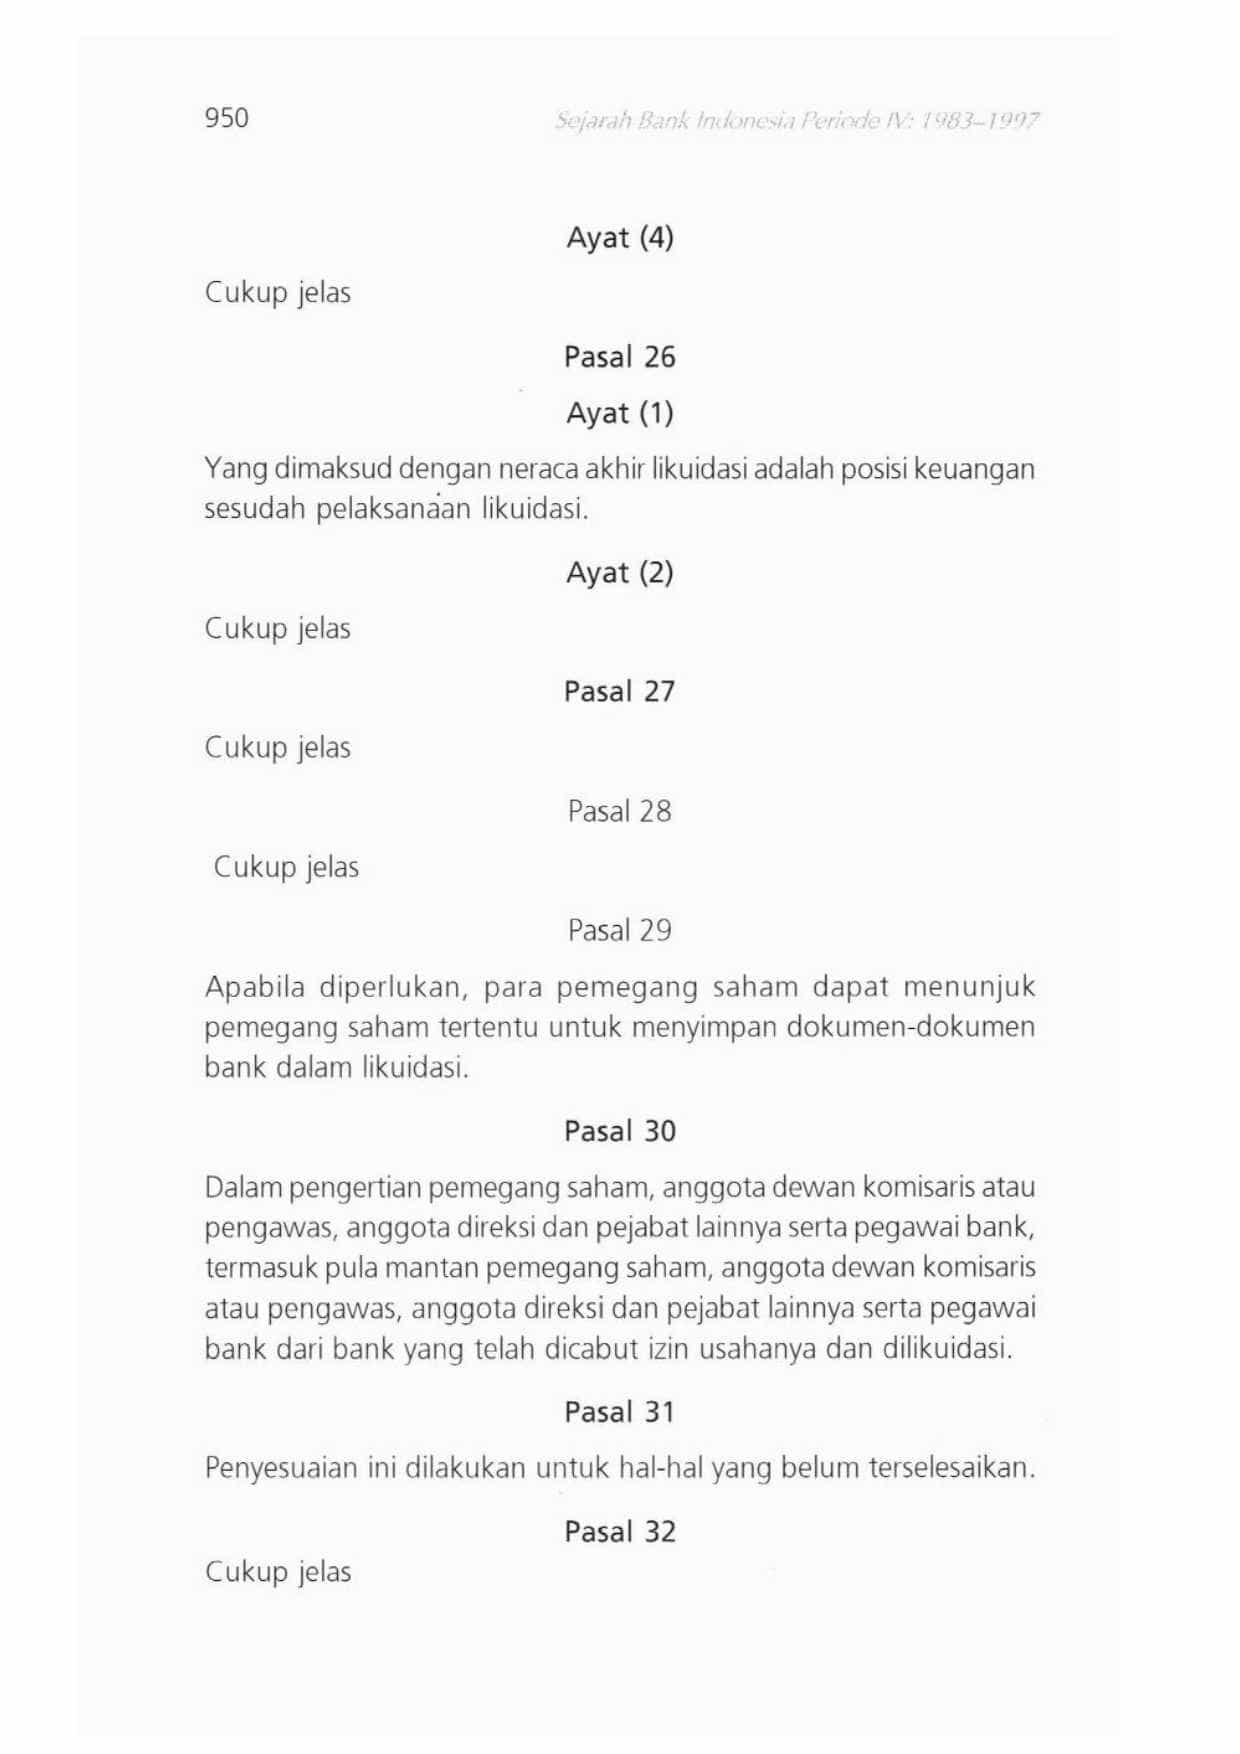 950
Sejarah Bank Indonesia Periode IV: 1983–1997
Ayat (4)
Cukup jelas
Pasal 26
Ayat (1)
Yang dimaksud dengan neraca akhir likuidasi adalah posisi keuangan
sesudah pelaksanaan likuidasi.
Ayat (2)
Cukup jelas
Pasal 27
Cukup jelas
Pasal 28
Cukup jelas
Pasal 29
Apabila diperlukan, para pemegang saham dapat menunjuk
pemegang saham tertentu untuk menyimpan dokumen-dokumen
bank dalam likuidasi.
Pasal 30
Dalam pengertian pemegang saham, anggota dewan komisaris atau
pengawas, anggota direksi dan pejabat lainnya serta pegawai bank,
termasuk pula mantan pemegang saham, anggota dewan komisaris
atau pengawas, anggota direksi dan pejabat lainnya serta pegawai
bank dari bank yang telah dicabut izin usahanya dan dilikuidasi.
Pasal 31
Penyesuaian ini dilakukan untuk hal-hal yang belum terselesaikan.
Pasal 32
Cukup jelas